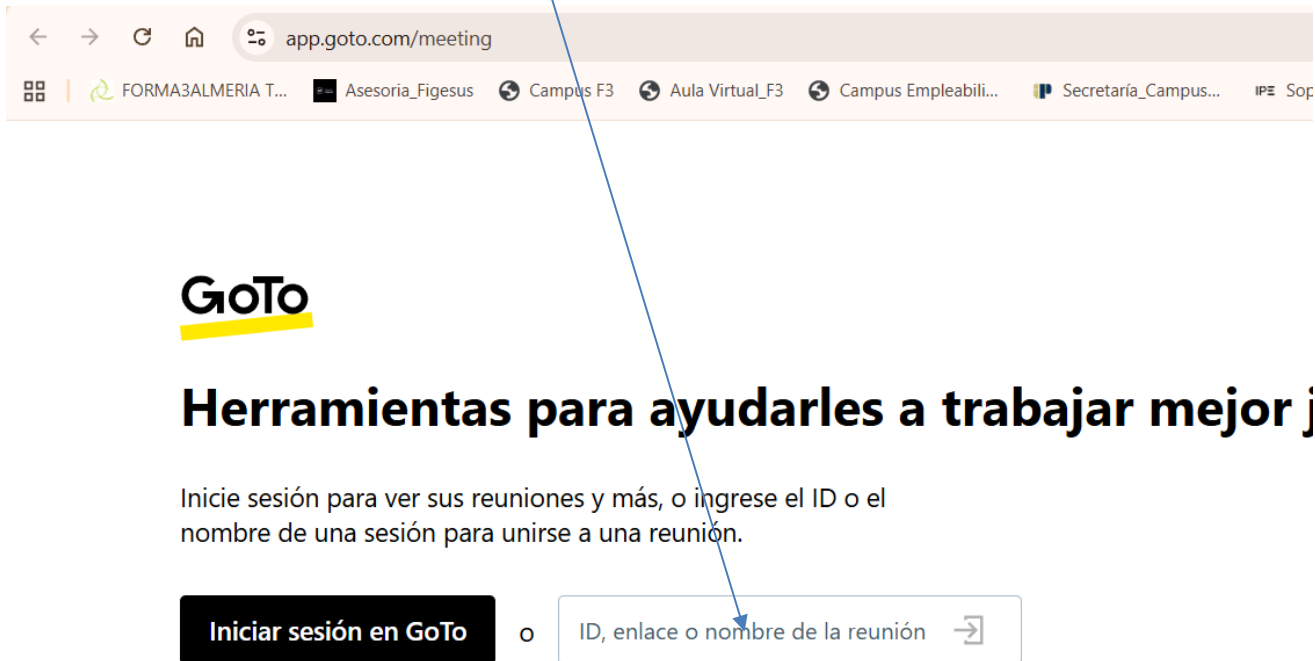 app.goto.com/meeting
FORMA3ALMERIA T... Asesoria_Figesus Campus F3 Aula Virtual_F3 Campus Empleabili... Secretaría_Campus... IPE Sop
GoTo
Herramientas para ayudarles a trabajar mejor j
Inicie sesión para ver sus reuniones y más, o ingrese el ID o el
nombre de una sesión para unirse a una reunión.
Iniciar sesión en GoTo o ID, enlace o nombre de la reunión